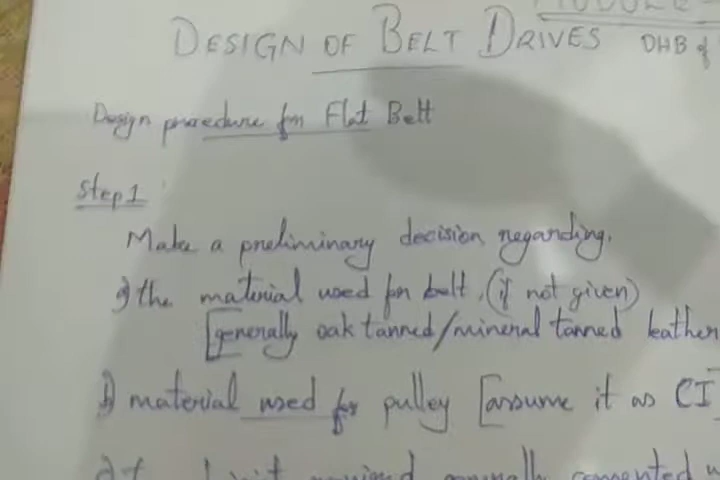 DESIGN OF BELT DRIVES DHB of
Design procedure for Flat Belt
Step 1
Make a preliminary decision regarding.
a) the material used for belt, (if not given)
[generally oak tanned/mineral tanned leather
b) material used for pulley [assume it as CI]